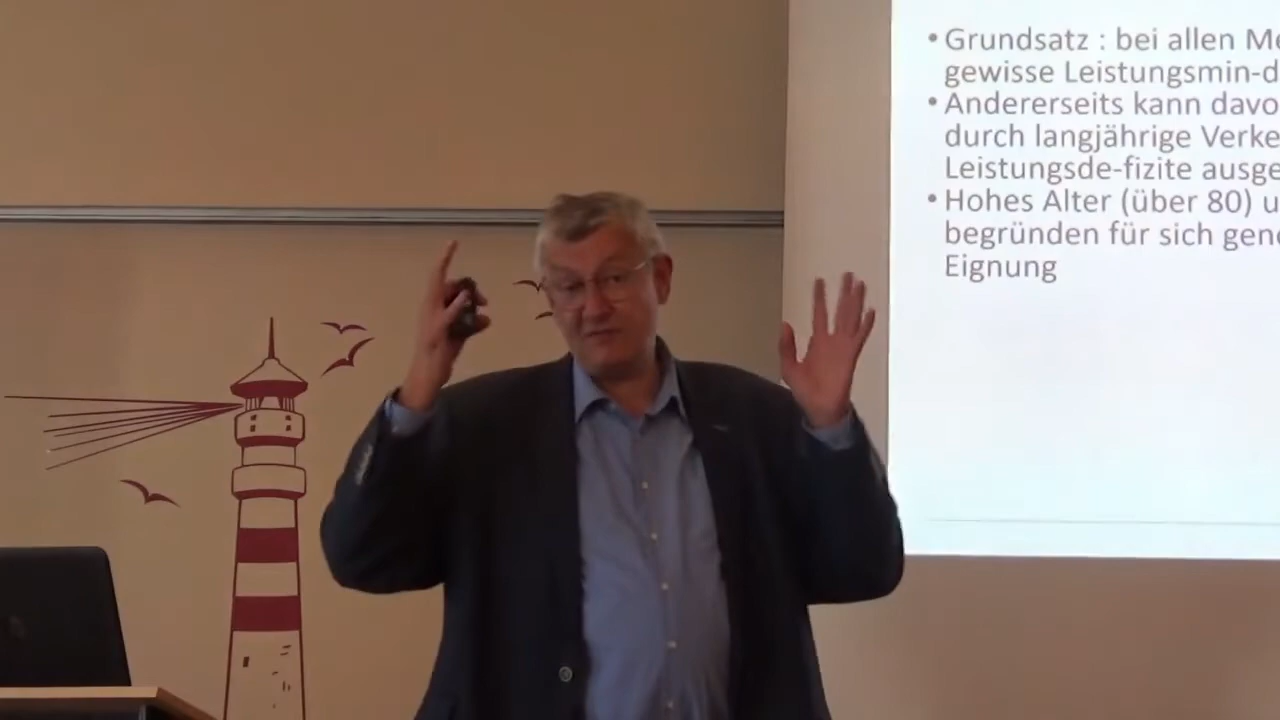 • Grundsatz : bei allen Me
gewisse Leistungsmin-d
• Andererseits kann davo
durch langjährige Verke
Leistungsde-fizite ausge
• Hohes Alter (über 80) u
begründen für sich gene
Eignung